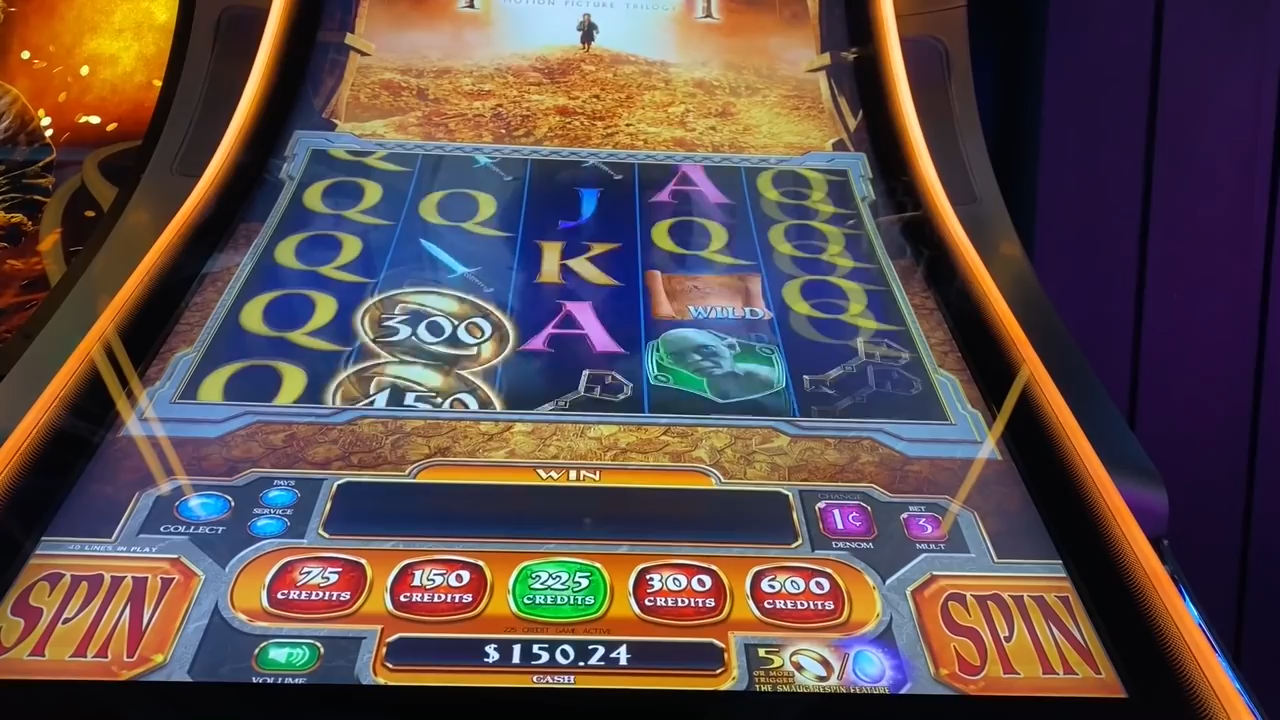 MOTION PICTURE TRILOGY
Q Q J A Q
Q K Q Q
Q 300 A WILD Q
Q 450
WIN
PAYS
SERVICE
COLLECT
CHANGE
1¢
DENOM
BET
3
MULT
40 LINES IN PLAY
SPIN
75
CREDITS
150
CREDITS
225
CREDITS
300
CREDITS
600
CREDITS
SPIN
225 CREDIT GAME ACTIVE
$150.24
CASH
VOLUME
5
OR MORE
TRIGGER
THE SMAUG RESPIN FEATURE